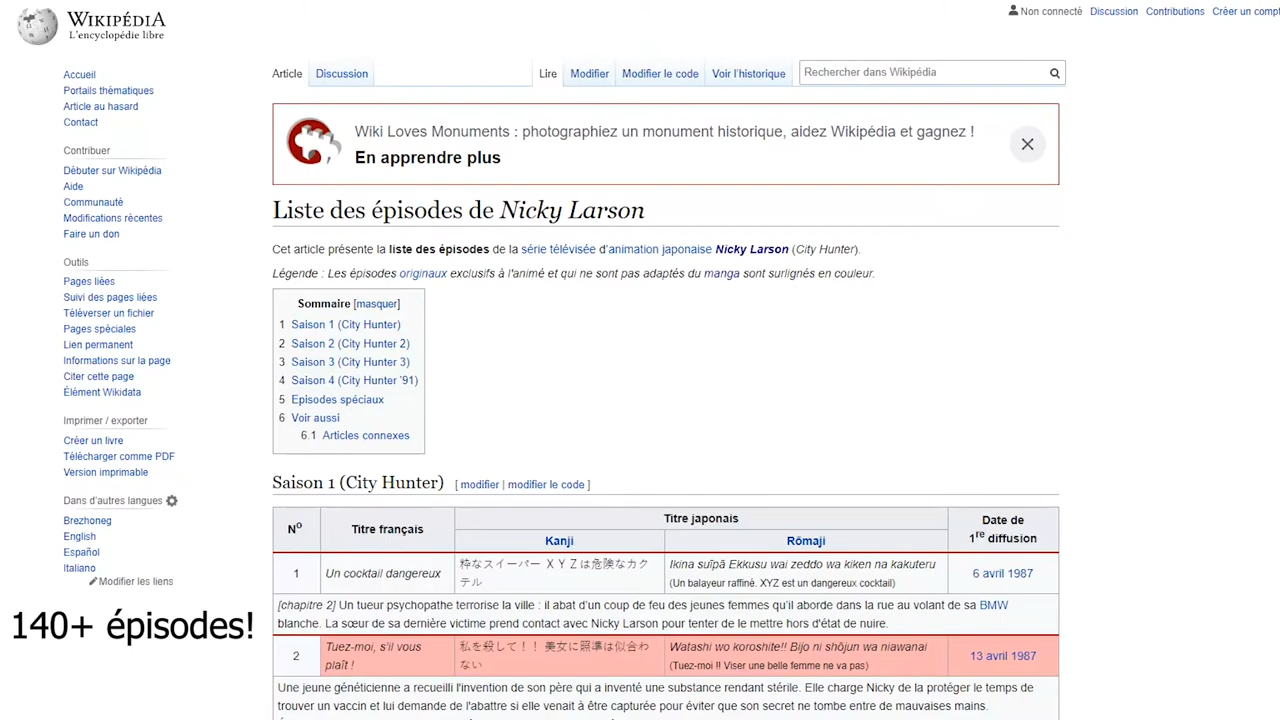 WIKIPÉDIA
L'encyclopédie libre
Non connecté Discussion Contributions Créer un compt
Article Discussion Lire Modifier Modifier le code Voir l'historique Rechercher dans Wikipédia
Accueil
Portails thématiques
Article au hasard
Contact
Contribuer
Débuter sur Wikipédia
Aide
Communauté
Modifications récentes
Faire un don
Outils
Pages liées
Suivi des pages liées
Téléverser un fichier
Pages spéciales
Lien permanent
Informations sur la page
Citer cette page
Élément Wikidata
Imprimer / exporter
Créer un livre
Télécharger comme PDF
Version imprimable
Dans d'autres langues
Brezhoneg
English
Español
Italiano
Modifier les liens
140+ épisodes!
Wiki Loves Monuments : photographiez un monument historique, aidez Wikipédia et gagnez !
En apprendre plus
Liste des épisodes de Nicky Larson
Cet article présente la liste des épisodes de la série télévisée d'animation japonaise Nicky Larson (City Hunter).
Légende : Les épisodes originaux exclusifs à l'animé et qui ne sont pas adaptés du manga sont surlignés en couleur.
Sommaire [masquer]
1 Saison 1 (City Hunter)
2 Saison 2 (City Hunter 2)
3 Saison 3 (City Hunter 3)
4 Saison 4 (City Hunter '91)
5 Episodes spéciaux
6 Voir aussi
6.1 Articles connexes
Saison 1 (City Hunter) [ modifier | modifier le code ]
No Titre français Titre japonais Date de
1re diffusion
Kanji Rōmaji
1 Un cocktail dangereux 粋なスイーパー ＸＹＺは危険なカク
テル
Ikina suīpā Ekkusu wai zeddo wa kiken na kakuteru
(Un balayeur raffiné. XYZ est un dangereux cocktail)
6 avril 1987
[chapitre 2] Un tueur psychopathe terrorise la ville : il abat d'un coup de feu des jeunes femmes qu'il aborde dans la rue au volant de sa BMW
blanche. La sœur de sa dernière victime prend contact avec Nicky Larson pour tenter de le mettre hors d'état de nuire.
2 Tuez-moi, s'il vous
plaît !
私を殺して！！ 美女に照準は似合わ
ない
Watashi wo koroshite!! Bijo ni shōjun wa niawanai
(Tuez-moi !! Viser une belle femme ne va pas)
13 avril 1987
Une jeune généticienne a recueilli l'invention de son père qui a inventé une substance rendant stérile. Elle charge Nicky de la protéger le temps de
trouver un vaccin et lui demande de l'abattre si elle venait à être capturée pour éviter que son secret ne tombe entre de mauvaises mains.